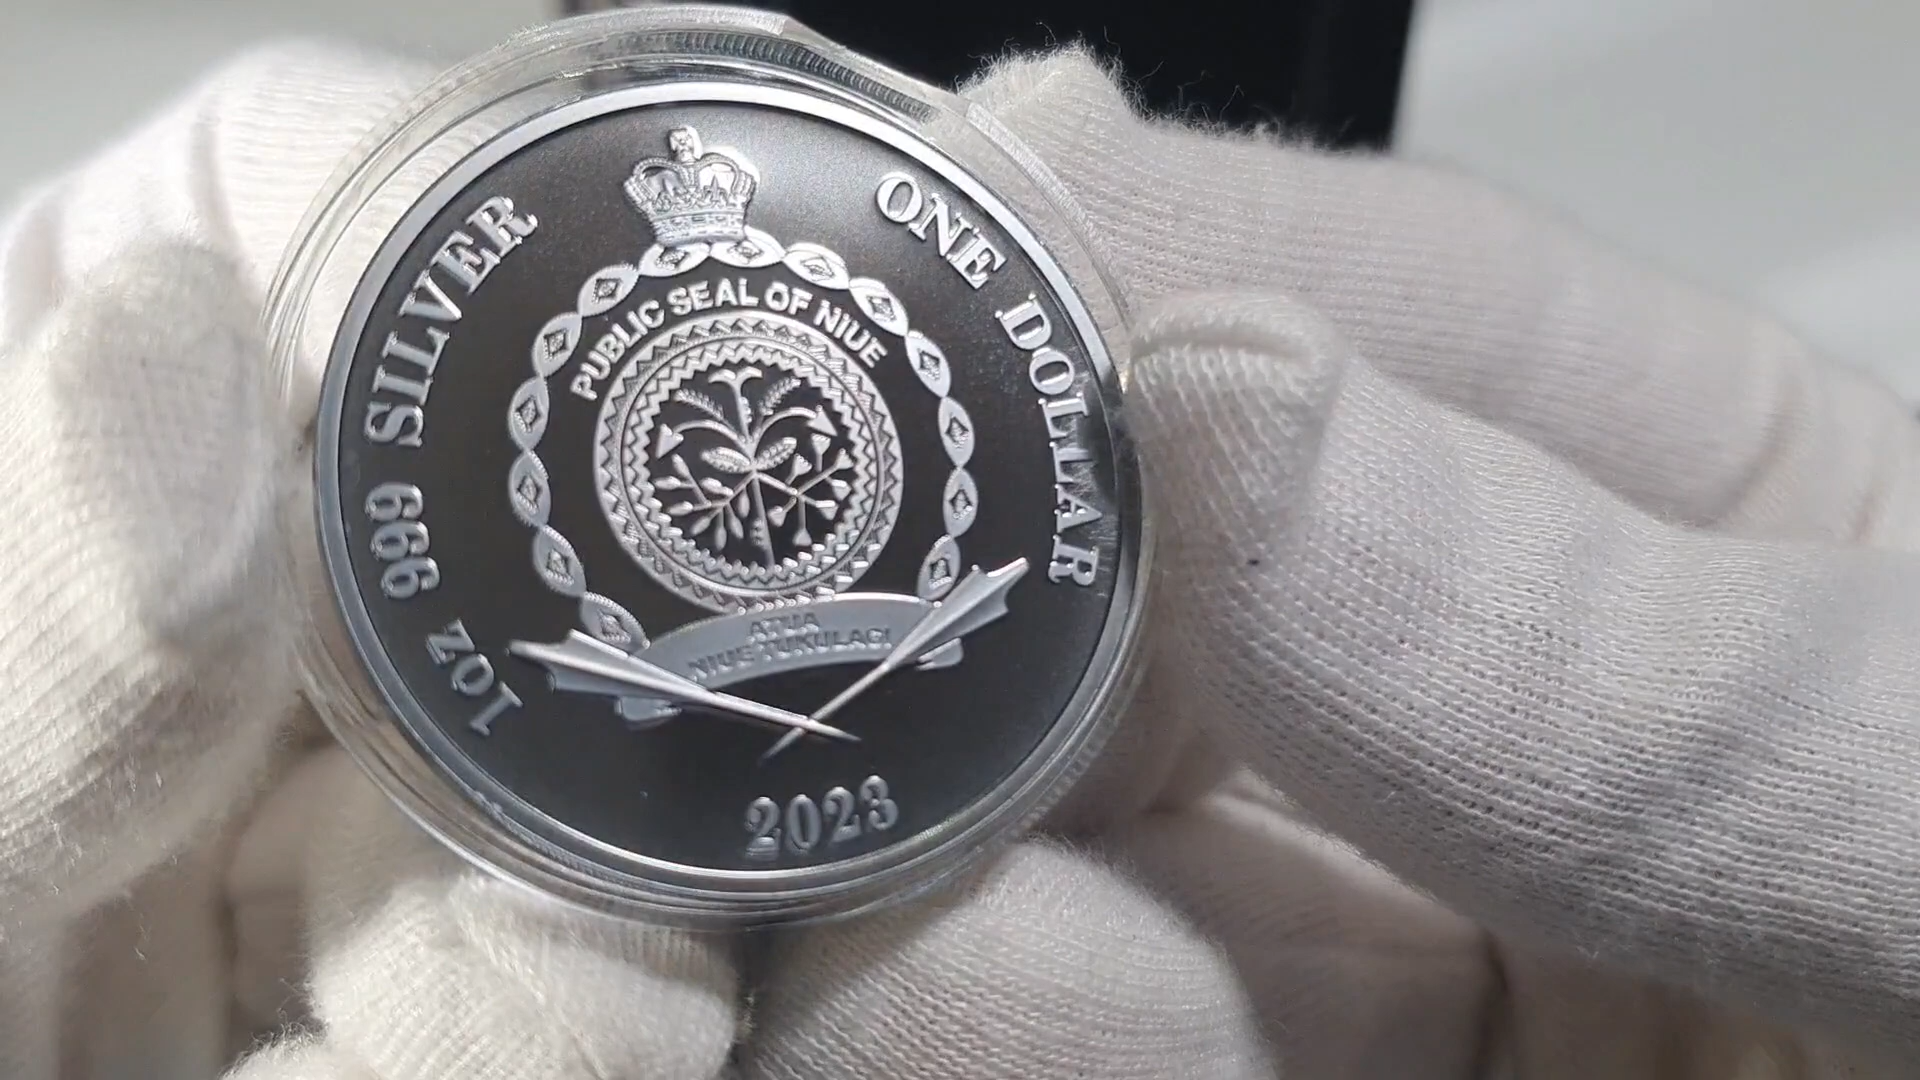 1OZ 999 SILVER
ONE DOLLAR
PUBLIC SEAL OF NIUE
ATUA
NIUE TUKULAGI
2023